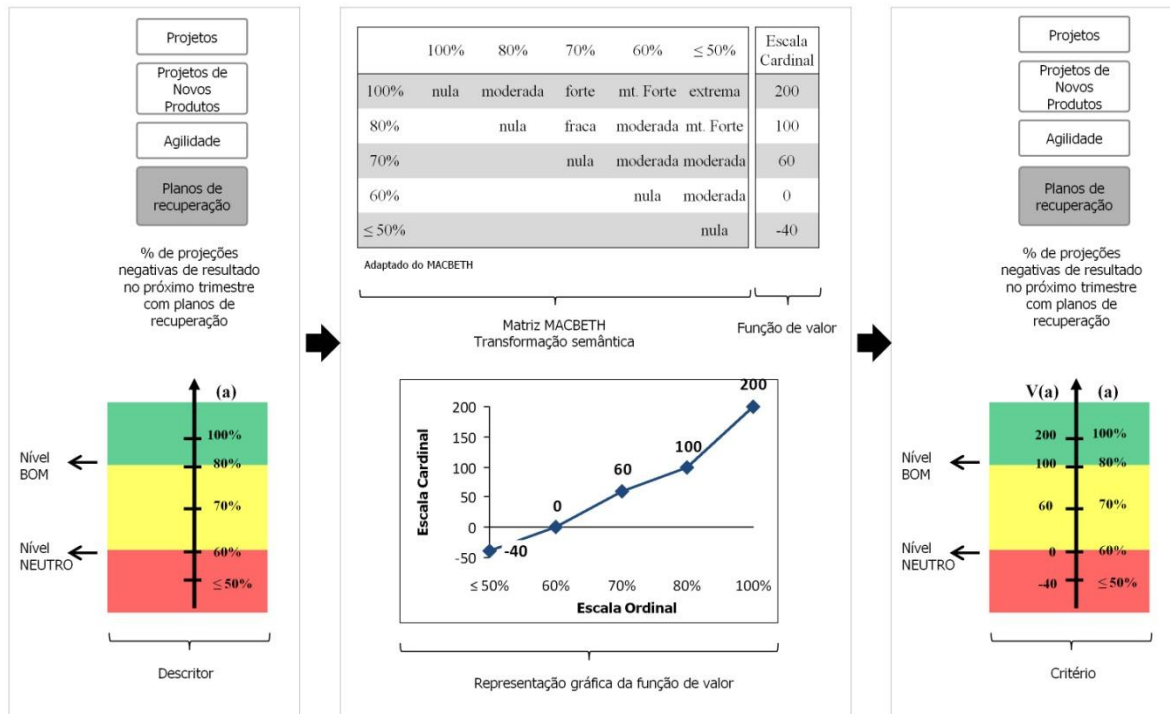 Projetos
Projetos de
Novos
Produtos
Agilidade
Planos de
recuperação
% de projeções
negativas de resultado
no próximo trimestre
com planos de
recuperação
(a)
100%
80%
70%
60%
≤ 50%
Nível
BOM
Nível
NEUTRO
Descritor
100% 80% 70% 60% ≤ 50% Escala
Cardinal
100% nula moderada forte mt. Forte extrema 200
80% nula fraca moderada mt. Forte 100
70% nula moderada moderada 60
60% nula moderada 0
≤ 50% nula -40
Adaptado do MACBETH
Matriz MACBETH
Transformação semântica
Função de valor
Escala Cardinal
200
150
100
50
0
-50
-40
0
60
100
200
≤ 50% 60% 70% 80% 100%
Escala Ordinal
Representação gráfica da função de valor
Projetos
Projetos de
Novos
Produtos
Agilidade
Planos de
recuperação
% de projeções
negativas de resultado
no próximo trimestre
com planos de
recuperação
V(a) (a)
200 100%
100 80%
60 70%
0 60%
-40 ≤ 50%
Nível
BOM
Nível
NEUTRO
Critério